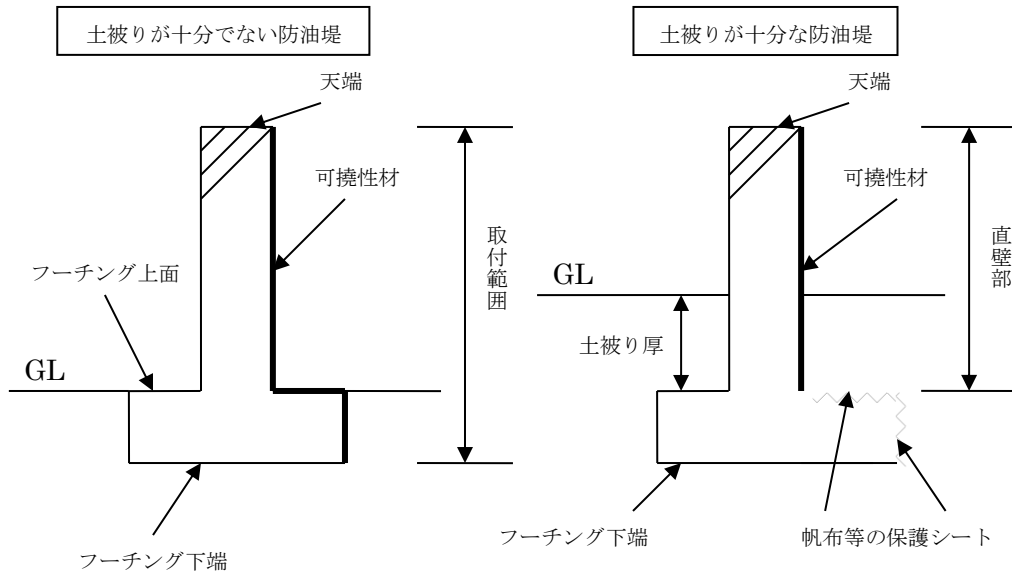 土被りが十分でない防油堤
天端
可撓性材
取付範囲
フーチング上面
GL
フーチング下端
土被りが十分な防油堤
天端
可撓性材
直壁部
GL
土被り厚
フーチング下端
帆布等の保護シート